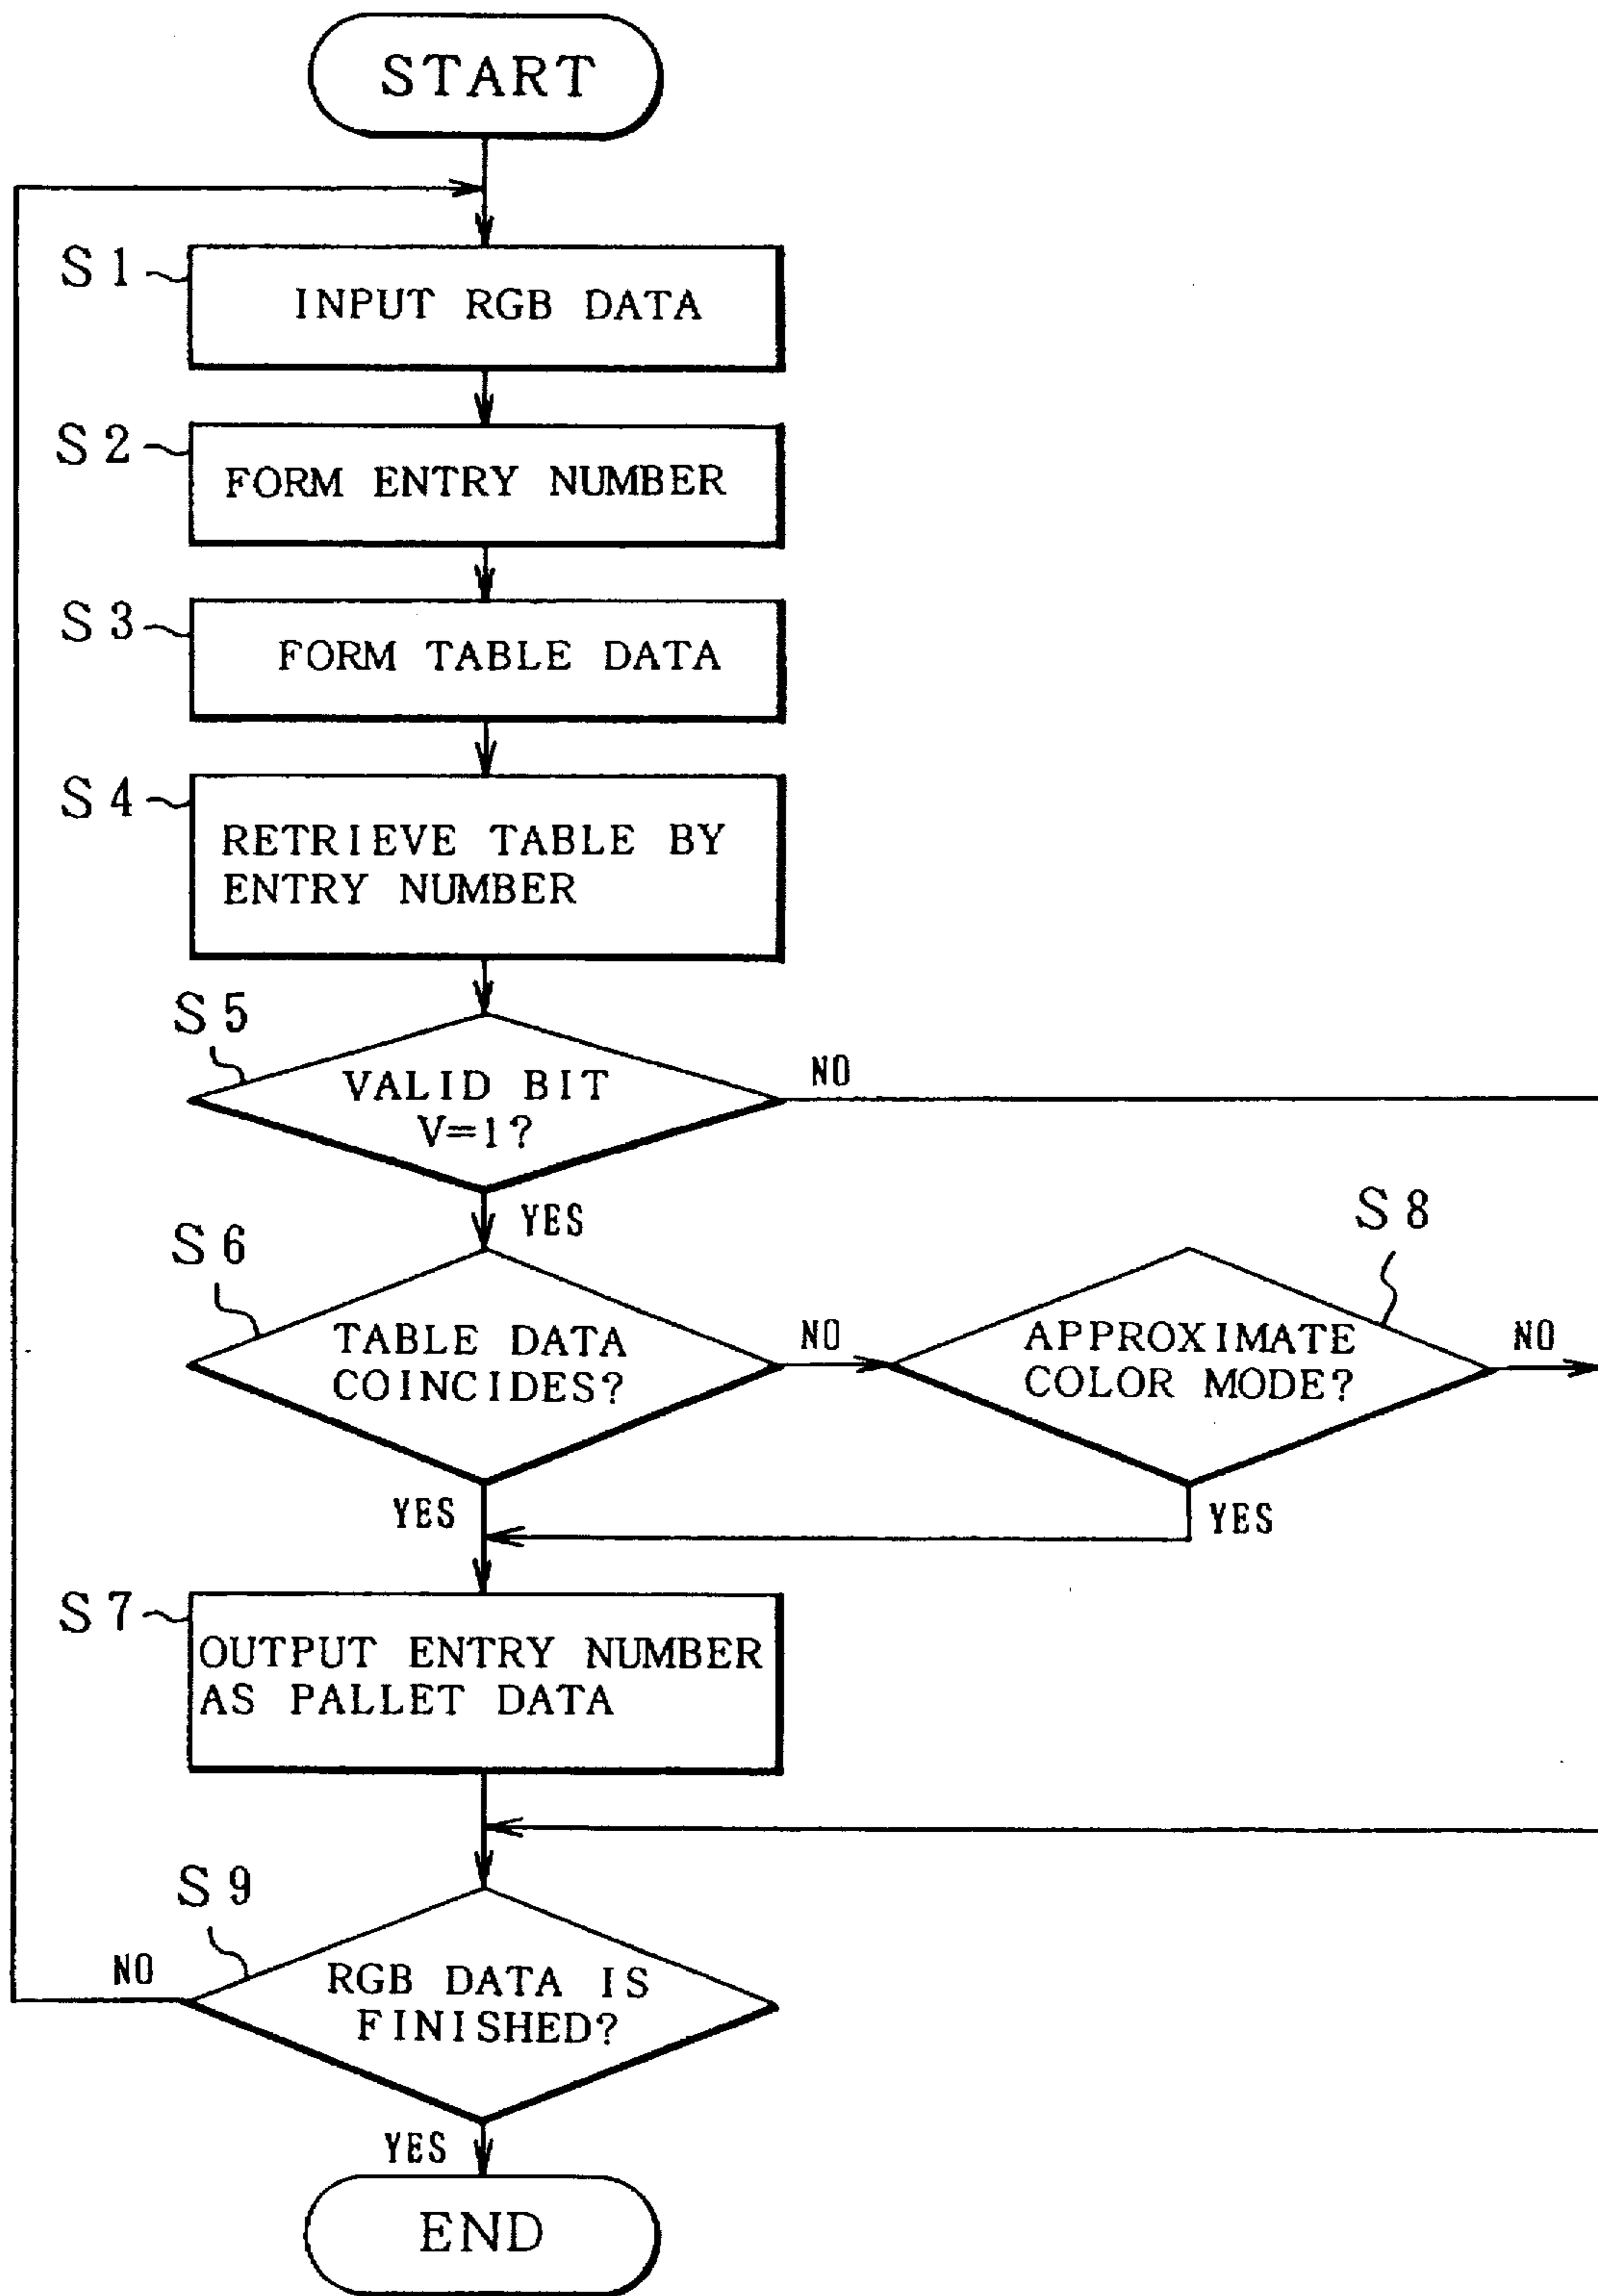 START
S1
INPUT RGB DATA
S2
FORM ENTRY NUMBER
S3
FORM TABLE DATA
S4
RETRIEVE TABLE BY
ENTRY NUMBER
S5
VALID BIT
V=1?
NO
YES
S6
TABLE DATA
COINCIDES?
NO
YES
S8
APPROXIMATE
COLOR MODE?
NO
YES
S7
OUTPUT ENTRY NUMBER
AS PALLET DATA
S9
RGB DATA IS
FINISHED?
NO
YES
END